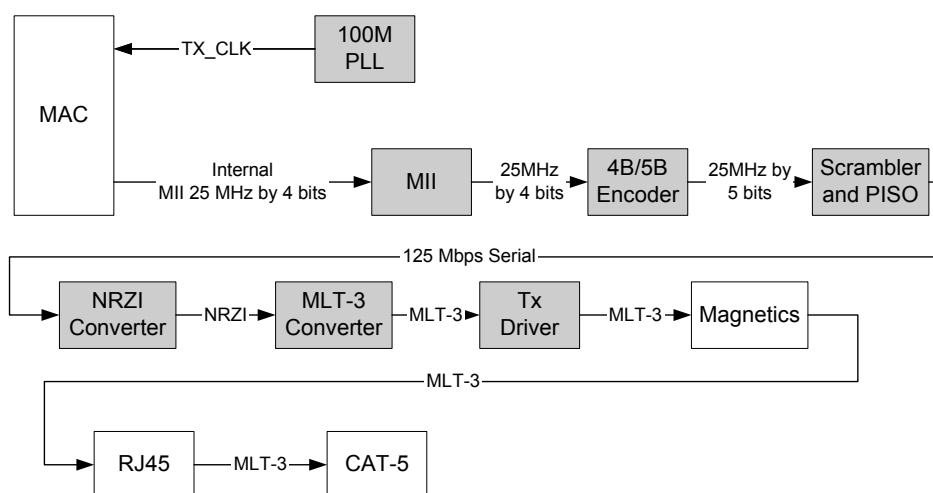 100M
PLL
TX_CLK
MAC
Internal
MII 25 MHz by 4 bits
MII
25MHz
by 4 bits
4B/5B
Encoder
25MHz by
5 bits
Scrambler
and PISO
125 Mbps Serial
NRZI
Converter
NRZI
MLT-3
Converter
MLT-3
Tx
Driver
MLT-3
Magnetics
MLT-3
RJ45
MLT-3
CAT-5